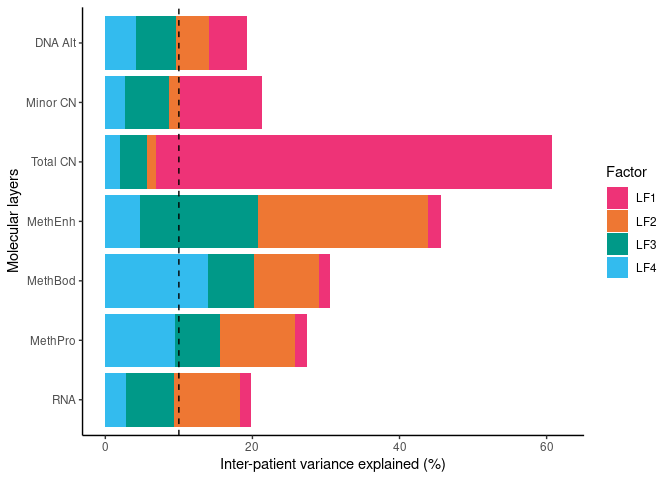 Molecular layers
DNA Alt
Minor CN
Total CN
MethEnh
MethBod
MethPro
RNA
0 20 40 60
Inter-patient variance explained (%)
Factor
LF1
LF2
LF3
LF4